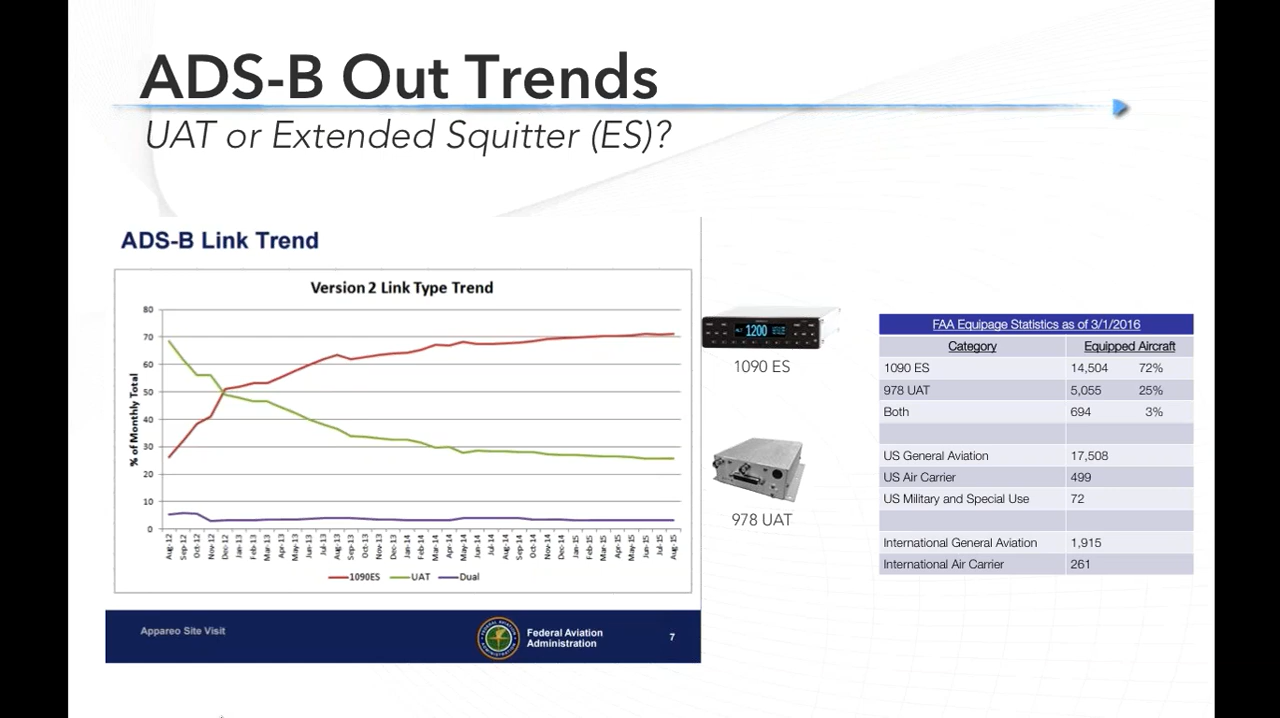 ADS-B Out Trends
UAT or Extended Squitter (ES)?
ADS-B Link Trend
Version 2 Link Type Trend
% of Monthly Total
80
70
60
50
40
30
20
10
0
Aug-12
Sep-12
Oct-12
Nov-12
Dec-12
Jan-13
Feb-13
Mar-13
Apr-13
May-13
Jun-13
Jul-13
Aug-13
Sep-13
Oct-13
Nov-13
Dec-13
Jan-14
Feb-14
Mar-14
Apr-14
May-14
Jun-14
Jul-14
Aug-14
Sep-14
Oct-14
Nov-14
Dec-14
Jan-15
Feb-15
Mar-15
Apr-15
May-15
Jun-15
Jul-15
Aug-15
1090ES UAT Dual
Appareo Site Visit
Federal Aviation
Administration
7
1200
1090 ES
978 UAT
FAA Equipage Statistics as of 3/1/2016
Category Equipped Aircraft
1090 ES 14,504 72%
978 UAT 5,055 25%
Both 694 3%
US General Aviation 17,508
US Air Carrier 499
US Military and Special Use 72
International General Aviation 1,915
International Air Carrier 261